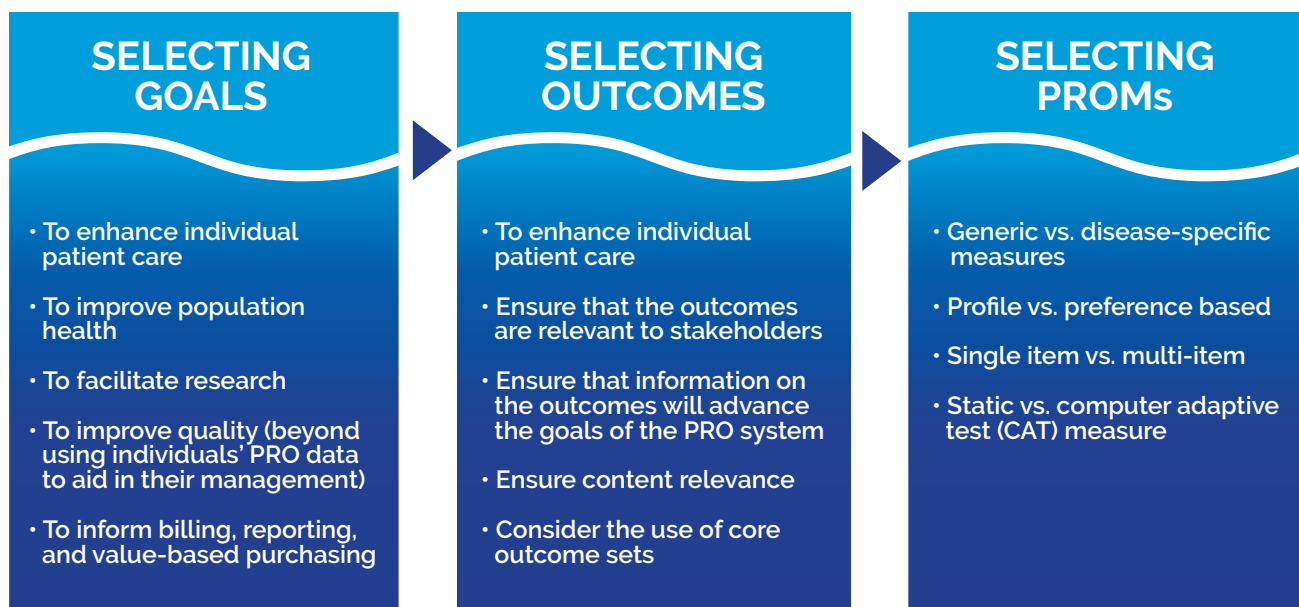 SELECTING
GOALS
• To enhance individual
patient care
• To improve population
health
• To facilitate research
• To improve quality (beyond
using individuals’ PRO data
to aid in their management)
• To inform billing, reporting,
and value-based purchasing
SELECTING
OUTCOMES
• To enhance individual
patient care
• Ensure that the outcomes
are relevant to stakeholders
• Ensure that information on
the outcomes will advance
the goals of the PRO system
• Ensure content relevance
• Consider the use of core
outcome sets
SELECTING
PROMs
• Generic vs. disease-specific
measures
• Profile vs. preference based
• Single item vs. multi-item
• Static vs. computer adaptive
test (CAT) measure